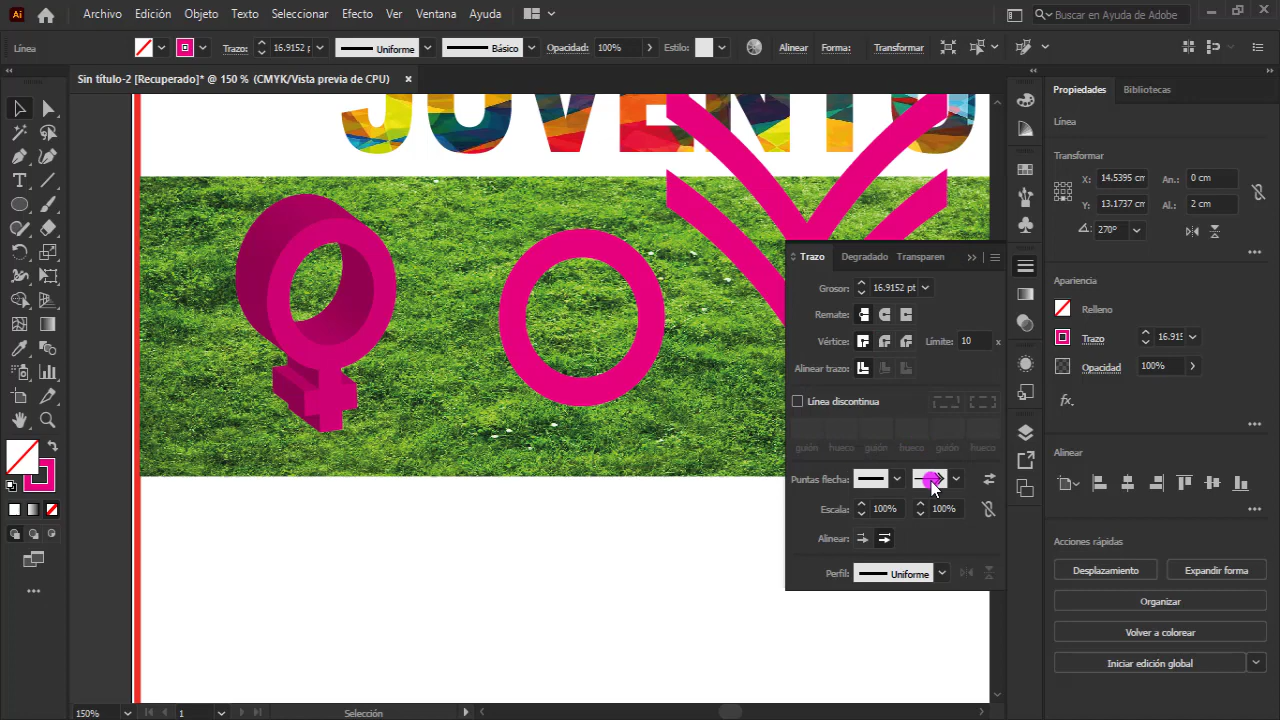 Archivo Edición Objeto Texto Seleccionar Efecto Ver Ventana Ayuda
Buscar en Ayuda de Adobe
Línea Trazo: 16.9152 p Uniforme Básico Opacidad: 100% Estilo: Alinear Forma: Transformar
Sin título-2 [Recuperado]* @ 150 % (CMYK/Vista previa de CPU) ×
JUVENTUD
Trazo Degradado Transparen
Grosor: 16.9152 pt
Remate:
Vértice: Límite: 10 x
Alinear trazo:
Línea discontinua
guión hueco guión hueco guión hueco
Puntas flecha:
Escala: 100% 100%
Alinear:
Perfil: Uniforme
Propiedades Bibliotecas
Línea
Transformar
X: 14.5395 cm An.: 0 cm
Y: 13.1737 cm Al.: 2 cm
270°
Apariencia
Relleno
Trazo 16.915
Opacidad 100%
fx.
Alinear
Acciones rápidas
Desplazamiento Expandir forma
Organizar
Volver a colorear
Iniciar edición global
150% 1 Selección